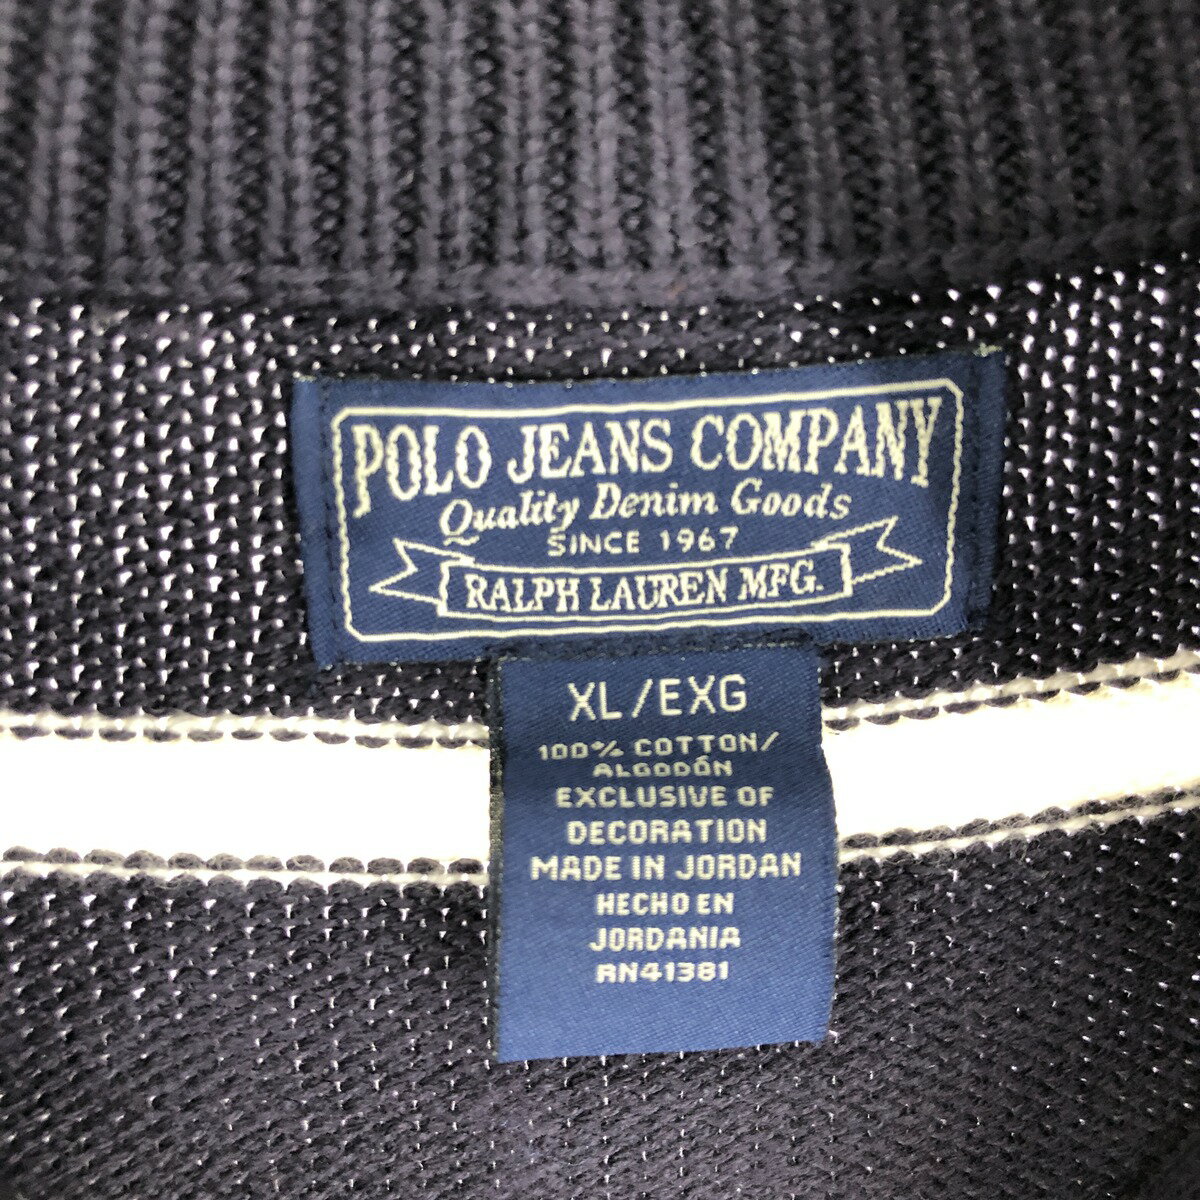 POLO JEANS COMPANY
Quality Denim Goods
SINCE 1967
RALPH LAUREN MFG.
XL/EXG
100% COTTON/
ALGODÓN
EXCLUSIVE OF
DECORATION
MADE IN JORDAN
HECHO EN
JORDANIA
RN41381